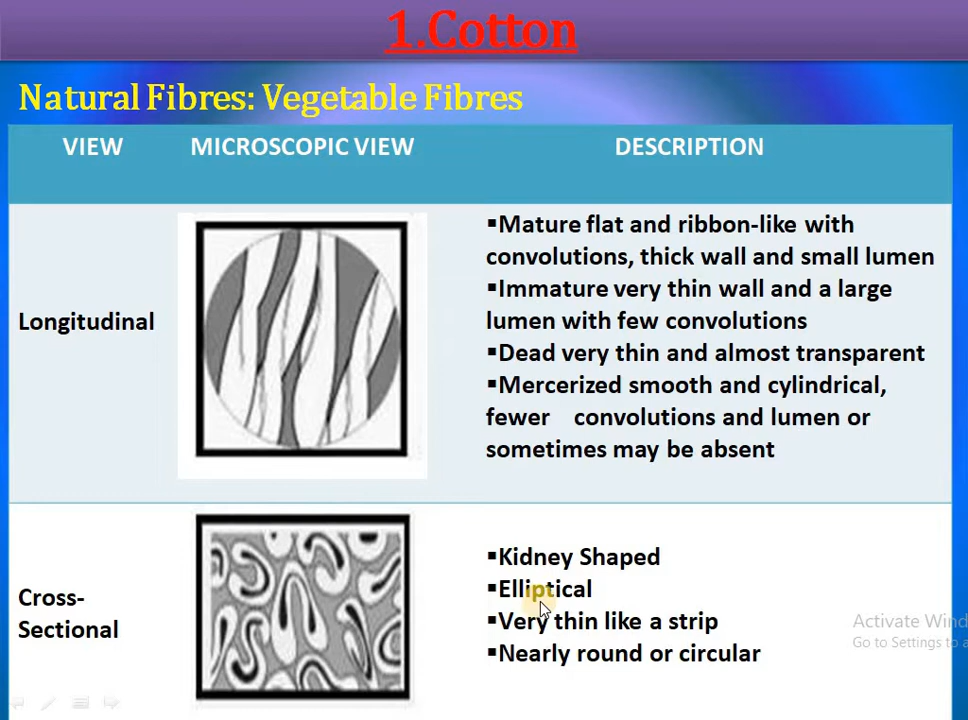 1.Cotton
Natural Fibres: Vegetable Fibres
VIEW MICROSCOPIC VIEW DESCRIPTION
Longitudinal
▪Mature flat and ribbon-like with
convolutions, thick wall and small lumen
▪Immature very thin wall and a large
lumen with few convolutions
▪Dead very thin and almost transparent
▪Mercerized smooth and cylindrical,
fewer convolutions and lumen or
sometimes may be absent
Cross-
Sectional
▪Kidney Shaped
▪Elliptical
▪Very thin like a strip
▪Nearly round or circular
Activate Wind
Go to Settings to a